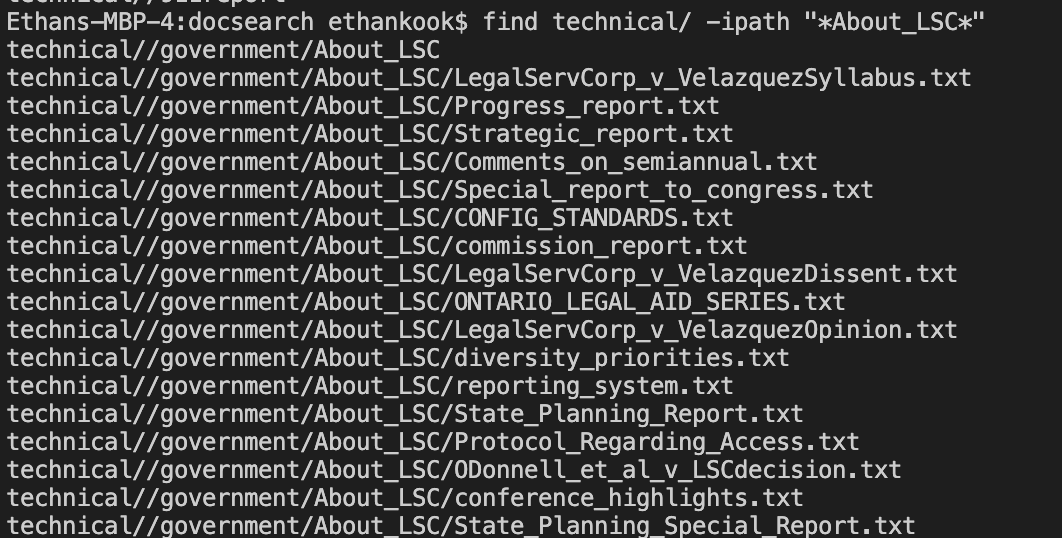 Ethans-MBP-4:docsearch ethankook$ find technical/ -ipath "*About_LSC*"
technical//government/About_LSC
technical//government/About_LSC/LegalServCorp_v_VelazquezSyllabus.txt
technical//government/About_LSC/Progress_report.txt
technical//government/About_LSC/Strategic_report.txt
technical//government/About_LSC/Comments_on_semiannual.txt
technical//government/About_LSC/Special_report_to_congress.txt
technical//government/About_LSC/CONFIG_STANDARDS.txt
technical//government/About_LSC/commission_report.txt
technical//government/About_LSC/LegalServCorp_v_VelazquezDissent.txt
technical//government/About_LSC/ONTARIO_LEGAL_AID_SERIES.txt
technical//government/About_LSC/LegalServCorp_v_VelazquezOpinion.txt
technical//government/About_LSC/diversity_priorities.txt
technical//government/About_LSC/reporting_system.txt
technical//government/About_LSC/State_Planning_Report.txt
technical//government/About_LSC/Protocol_Regarding_Access.txt
technical//government/About_LSC/ODonnell_et_al_v_LSCdecision.txt
technical//government/About_LSC/conference_highlights.txt
technical//government/About_LSC/State_Planning_Special_Report.txt